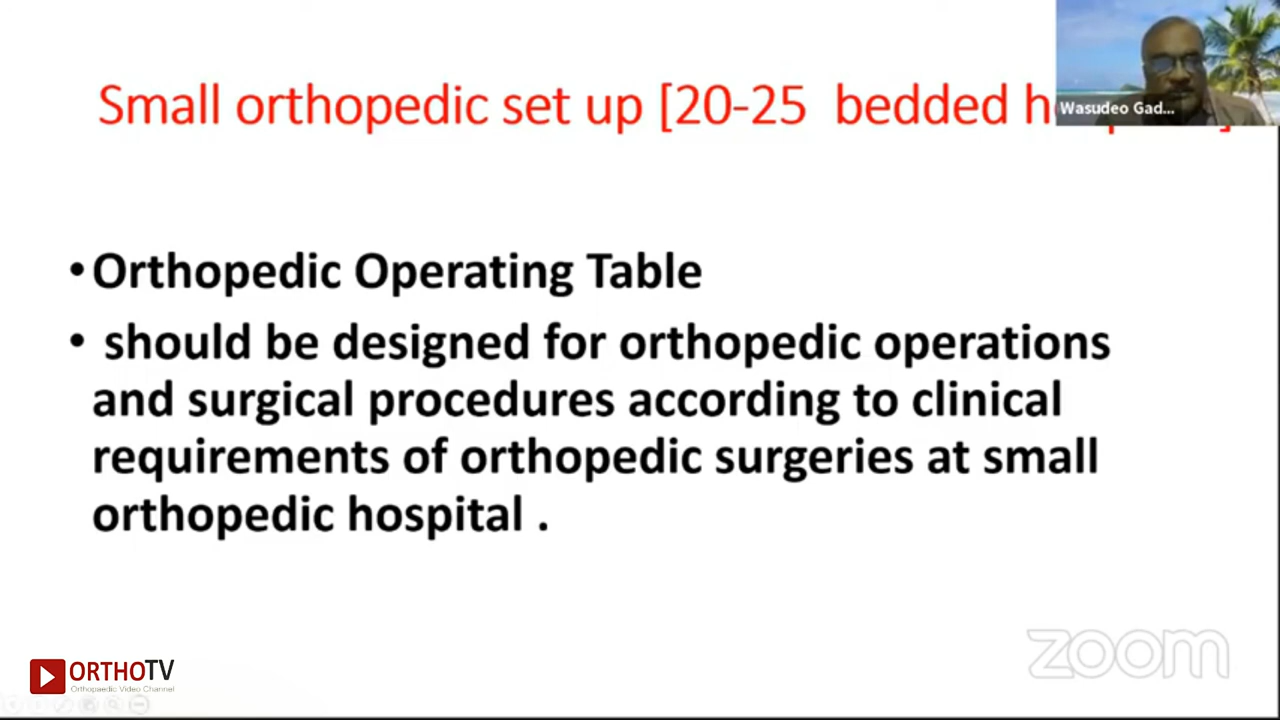 Small orthopedic set up [20-25 bedded
Wasudeo Gad...
•Orthopedic Operating Table
• should be designed for orthopedic operations
and surgical procedures according to clinical
requirements of orthopedic surgeries at small
orthopedic hospital .
zoom
ORTHOTV
Orthopaedic Video Channel